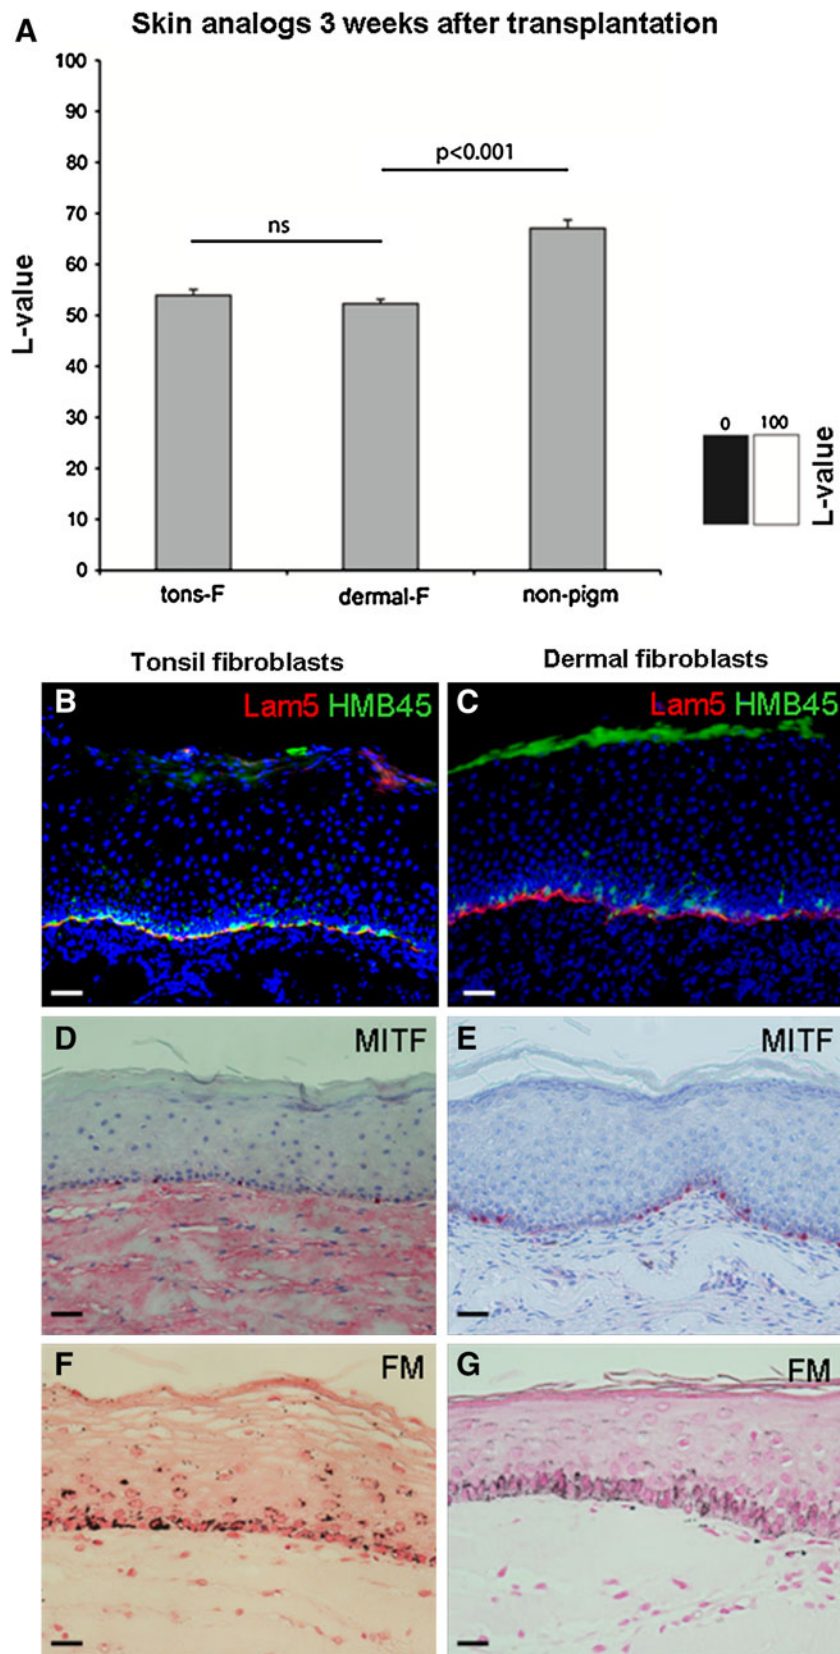 A
Skin analogs 3 weeks after transplantation
100
90
80
70
60
50
40
30
20
10
0
L-value
ns
p<0.001
tons-F
dermal-F
non-pigm
0
100
L-value
Tonsil fibroblasts
Dermal fibroblasts
B
Lam5 HMB45
C
Lam5 HMB45
D
MITF
E
MITF
F
FM
G
FM